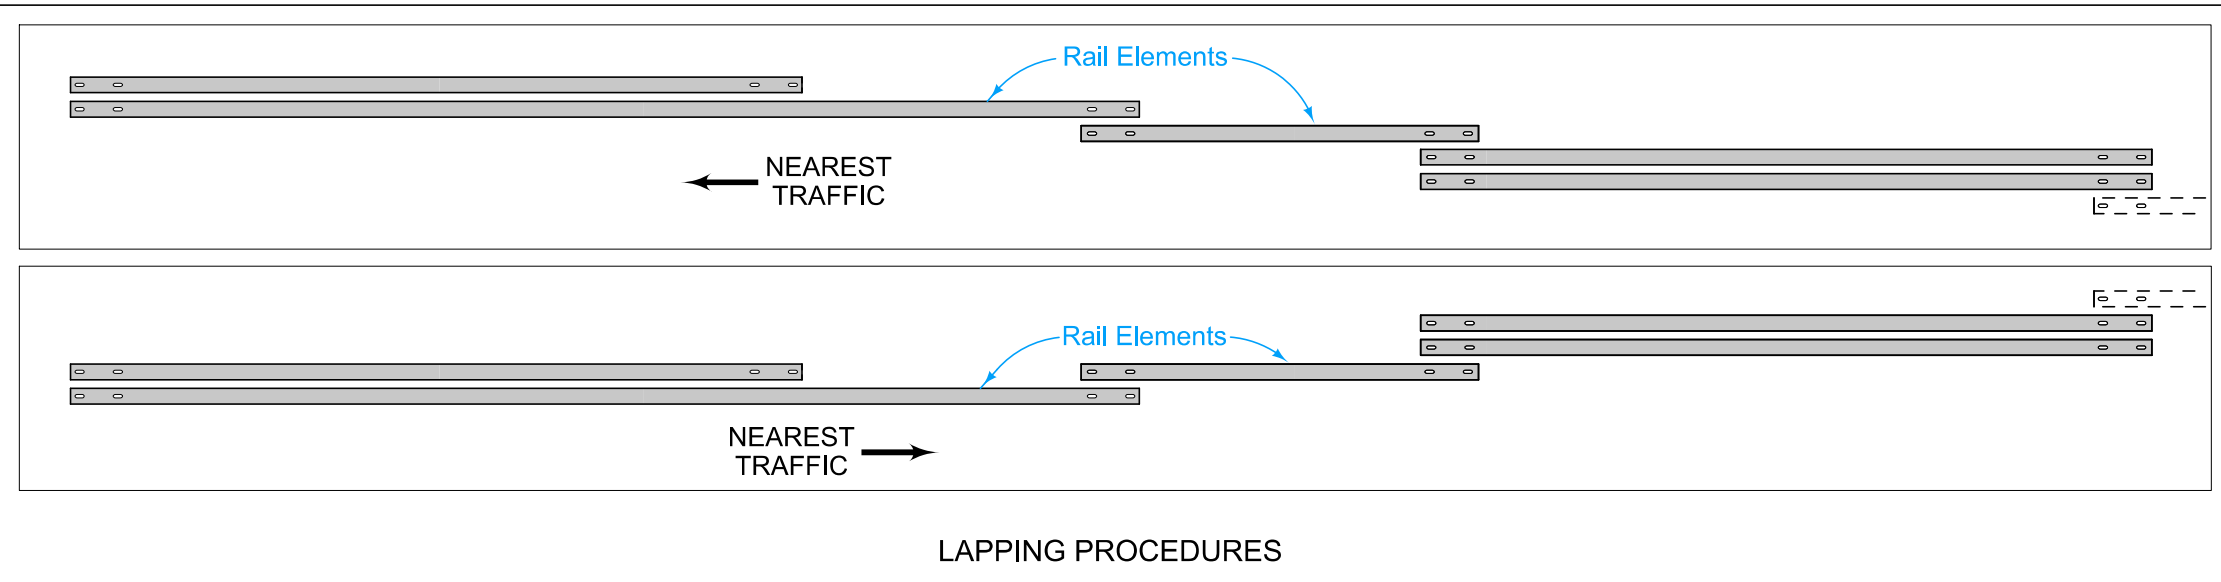 Rail Elements
NEAREST
TRAFFIC
Rail Elements
NEAREST
TRAFFIC
LAPPING PROCEDURES